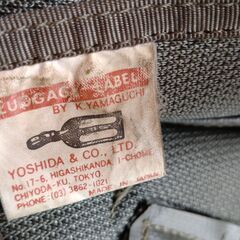 LUGGAGE LABEL
BY K.YAMAGUCHI
YOSHIDA & CO., LTD.
No.17-6, HIGASHIKANDA 1-CHOME
CHIYODA-KU, TOKYO
PHONE: (03) 3862-1021
MADE IN JAPAN